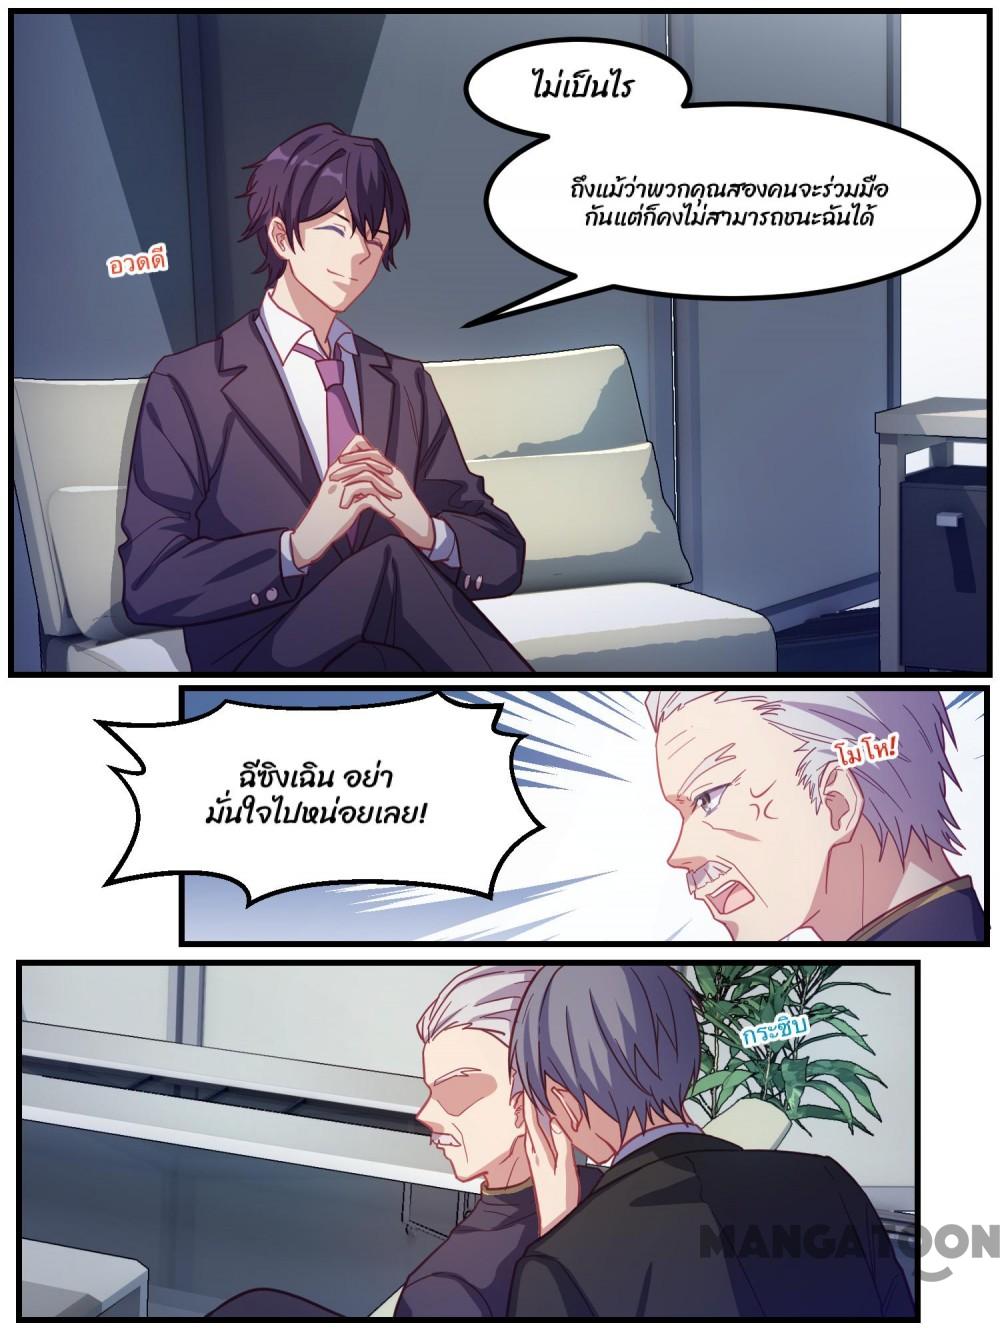 ไม่เป็นไร
ถึงแม้ว่าพวกคุณสองคนจะร่วมมือ
กันแต่ก็คงไม่สามารถชนะฉันได้
อวดดี
ฉีซิงเฉิน อย่า
มั่นใจไปหน่อยเลย!
โมโห!
กระซิบ
MANGATOON